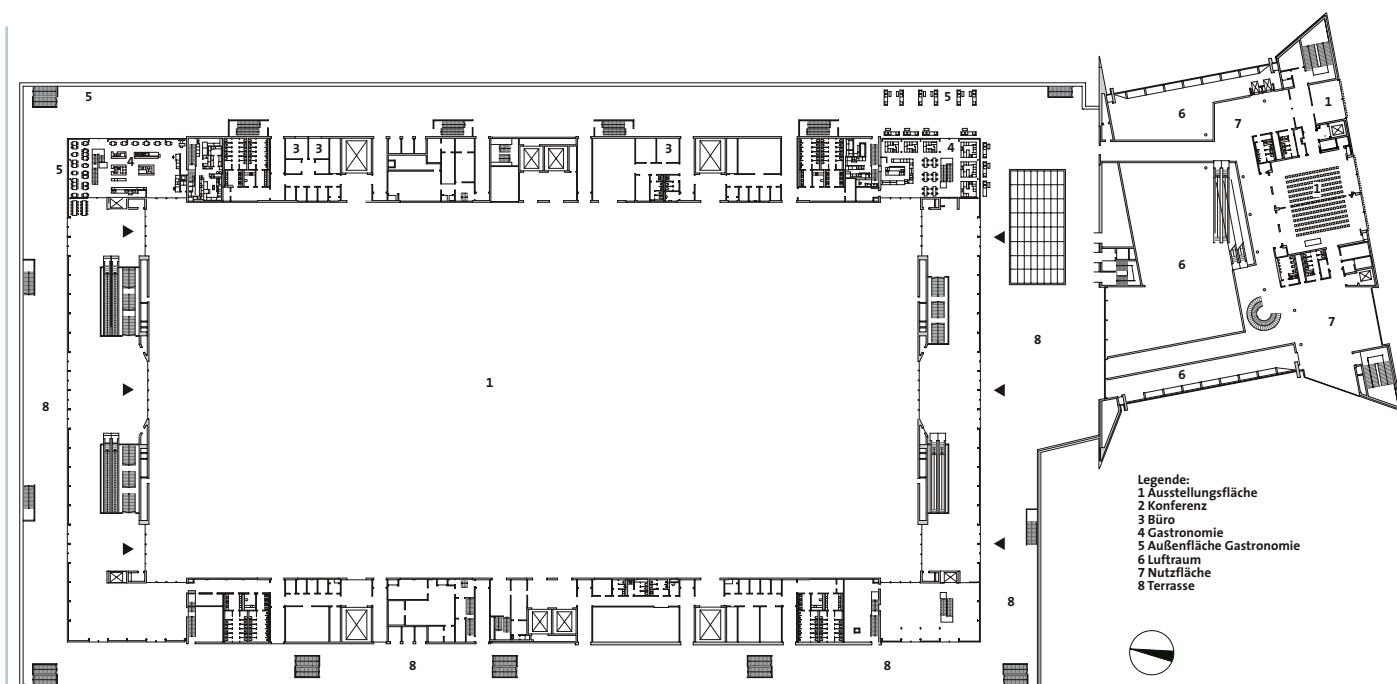 5
5
6
7
1
3
3
3
4
4
5
1
6
8
7
1
8
6
Legende:
1 Ausstellungsfläche
2 Konferenz
3 Büro
4 Gastronomie
5 Außenfläche Gastronomie
6 Luftraum
7 Nutzfläche
8 Terrasse
8
8
8